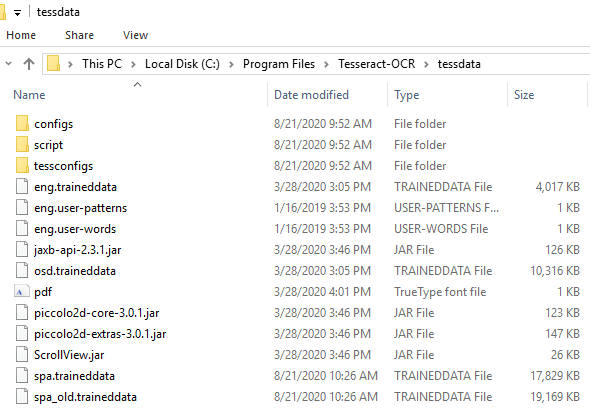 tessdata
Home Share View
This PC > Local Disk (C:) > Program Files > Tesseract-OCR > tessdata
Name Date modified Type Size
configs 8/21/2020 9:52 AM File folder
script 8/21/2020 9:52 AM File folder
tessconfigs 8/21/2020 9:52 AM File folder
eng.traineddata 3/28/2020 3:05 PM TRAINEDDATA File 4,017 KB
eng.user-patterns 1/16/2019 3:53 PM USER-PATTERNS F... 1 KB
eng.user-words 1/16/2019 3:53 PM USER-WORDS File 1 KB
jaxb-api-2.3.1.jar 3/28/2020 3:46 PM JAR File 126 KB
osd.traineddata 3/28/2020 3:05 PM TRAINEDDATA File 10,316 KB
pdf 3/28/2020 4:01 PM TrueType font file 1 KB
piccolo2d-core-3.0.1.jar 3/28/2020 3:46 PM JAR File 123 KB
piccolo2d-extras-3.0.1.jar 3/28/2020 3:46 PM JAR File 147 KB
ScrollView.jar 3/28/2020 3:46 PM JAR File 26 KB
spa.traineddata 8/21/2020 10:26 AM TRAINEDDATA File 17,829 KB
spa_old.traineddata 8/21/2020 10:26 AM TRAINEDDATA File 19,169 KB